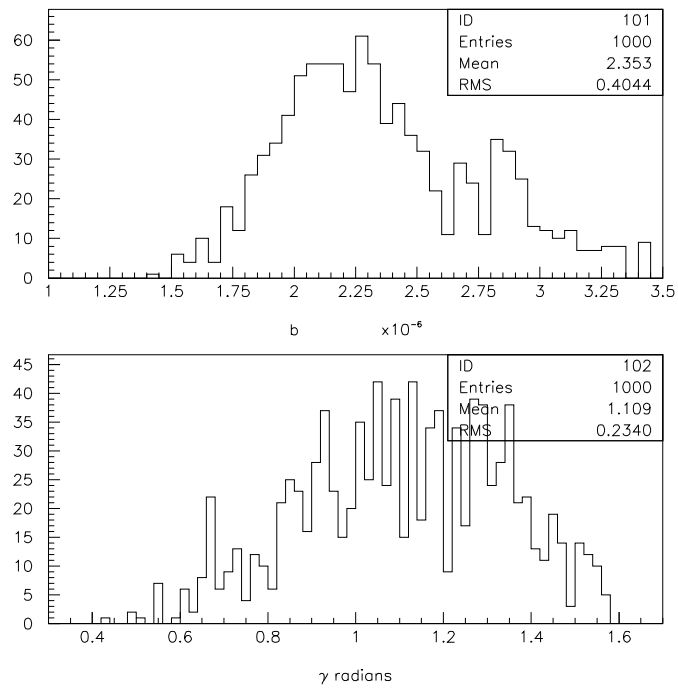 ID 101
Entries 1000
Mean 2.353
RMS 0.4044
60
50
40
30
20
10
0
1 1.25 1.5 1.75 2 2.25 2.5 2.75 3 3.25 3.5
b x10⁻⁶
ID 102
Entries 1000
Mean 1.109
RMS 0.2340
45
40
35
30
25
20
15
10
5
0
0.4 0.6 0.8 1 1.2 1.4 1.6
γ radians